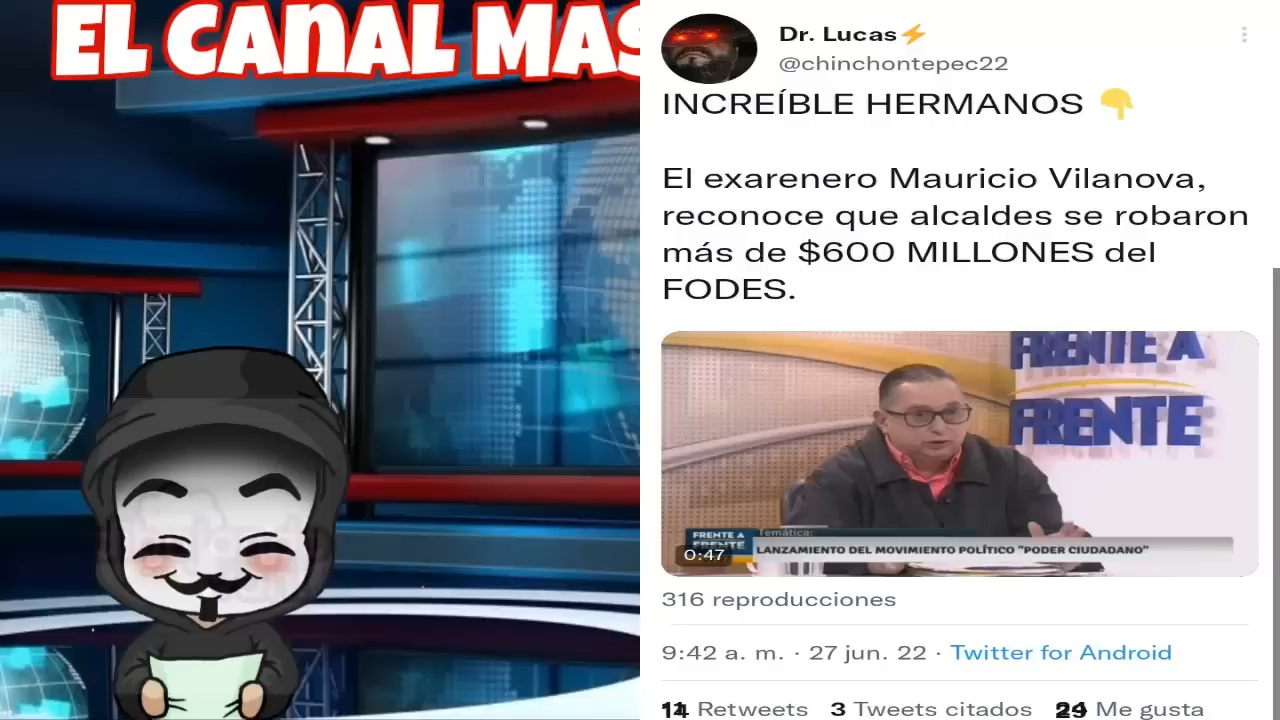 EL CANAL MAS
Dr. Lucas⚡
@chinchontepec22
INCREÍBLE HERMANOS 👇
El exarenero Mauricio Vilanova,
reconoce que alcaldes se robaron
más de $600 MILLONES del
FODES.
FRENTE A
FRENTE
FRENTE A
FRENTE
Temática:
LANZAMIENTO DEL MOVIMIENTO POLÍTICO "PODER CIUDADANO"
0:47
316 reproducciones
9:42 a. m. · 27 jun. 22 · Twitter for Android
Retweets 3 Tweets citados Me gusta